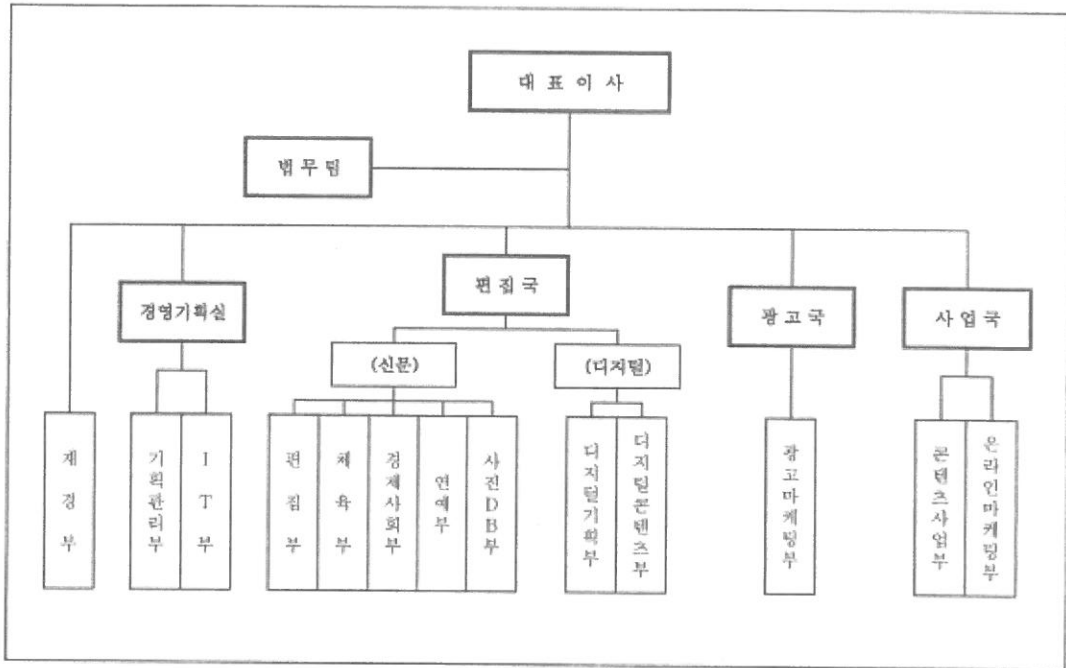 대 표 이 사
법 무 팀
편 집 국
경영기획실
광 고 국
사 업 국
(신문)
(디지털)
재 경 부
기획관리부
I T 부
편 집 부
체 육 부
경제사회부
연예부
사진DB부
디지털기획부
디지털콘텐츠부
광고마케팅부
콘텐츠사업부
온라인마케팅부